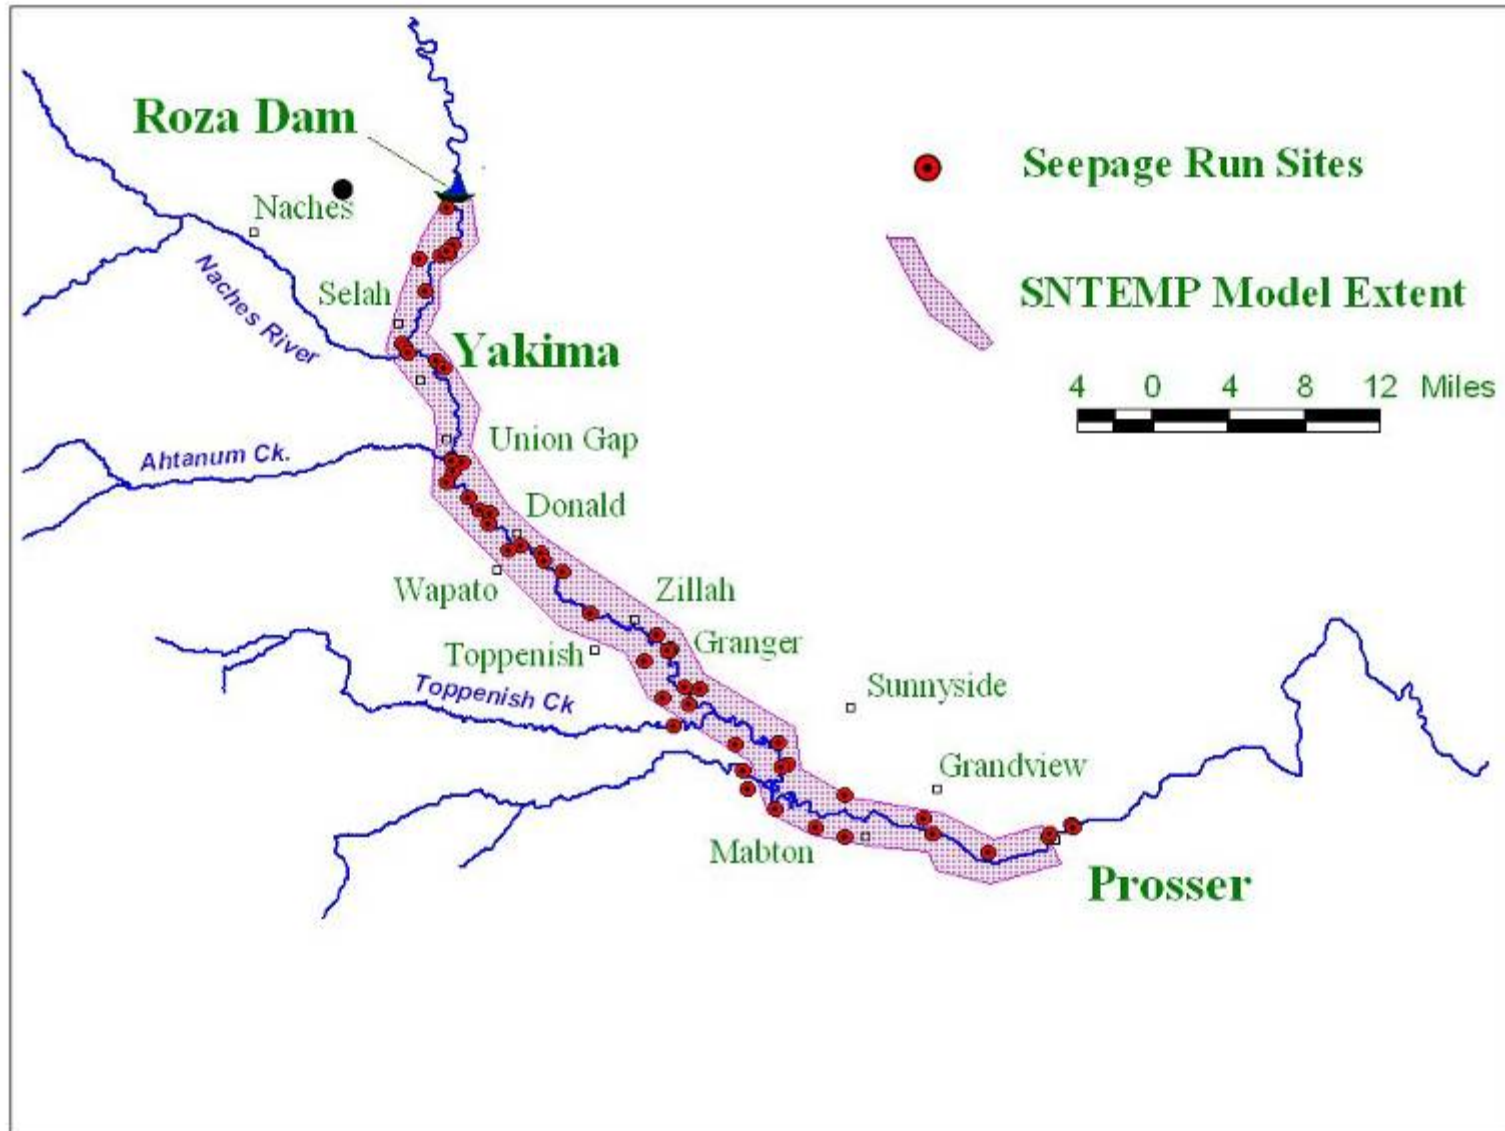 Roza Dam
Seepage Run Sites
Naches
Naches River
Selah
SNTEMP Model Extent
Yakima
4 0 4 8 12 Miles
Union Gap
Ahtanum Ck.
Donald
Wapato
Zillah
Toppenish
Granger
Toppenish Ck
Sunnyside
Grandview
Mabton
Prosser